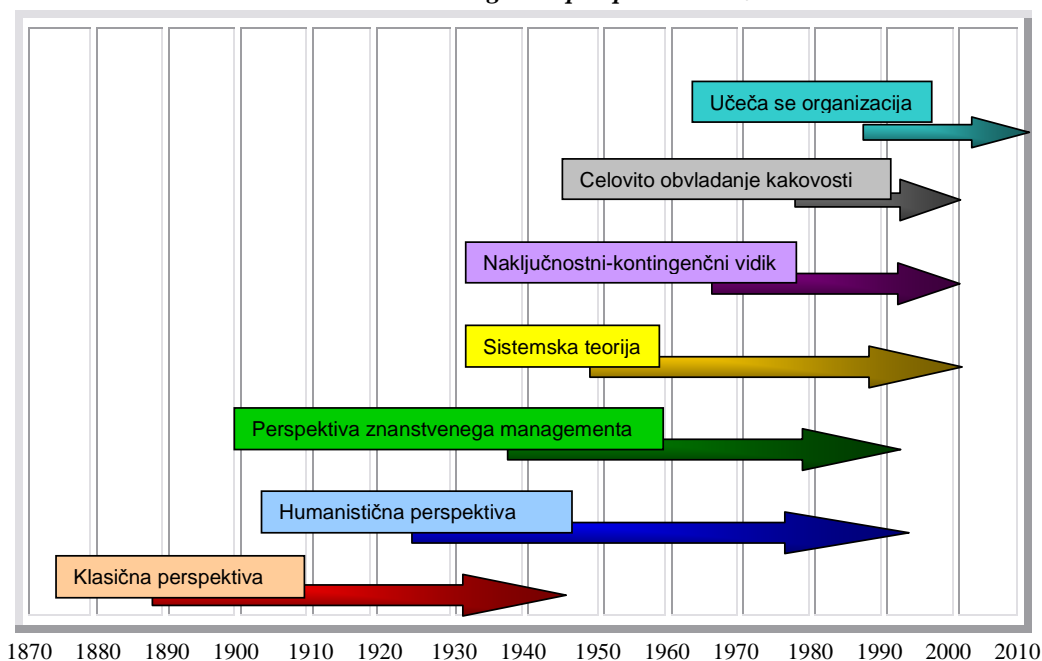 Učeča se organizacija
Celovito obvladanje kakovosti
Naključnostni-kontingenčni vidik
Sistemska teorija
Perspektiva znanstvenega managementa
Humanistična perspektiva
Klasična perspektiva
1870 1880 1890 1900 1910 1920 1930 1940 1950 1960 1970 1980 1990 2000 2010